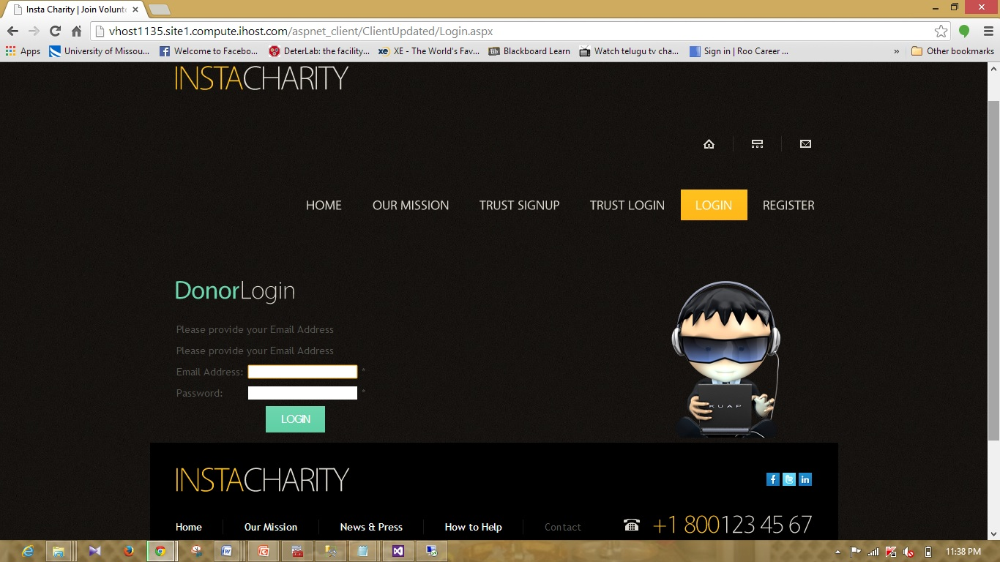 Insta Charity | Join Volunte
vhost1135.site1.compute.ihost.com/aspnet_client/ClientUpdated/Login.aspx
Apps University of Missou... Welcome to Facebo... DeterLab: the facility... XE - The World's Fav... Blackboard Learn Watch telugu tv cha... Sign in | Roo Career ... » Other bookmarks
INSTACHARITY
HOME OUR MISSION TRUST SIGNUP TRUST LOGIN LOGIN REGISTER
DonorLogin
Please provide your Email Address
Please provide your Email Address
Email Address: *
Password: *
LOGIN
KUAP
INSTACHARITY
Home Our Mission News & Press How to Help Contact +1 800 123 45 67
11:38 PM